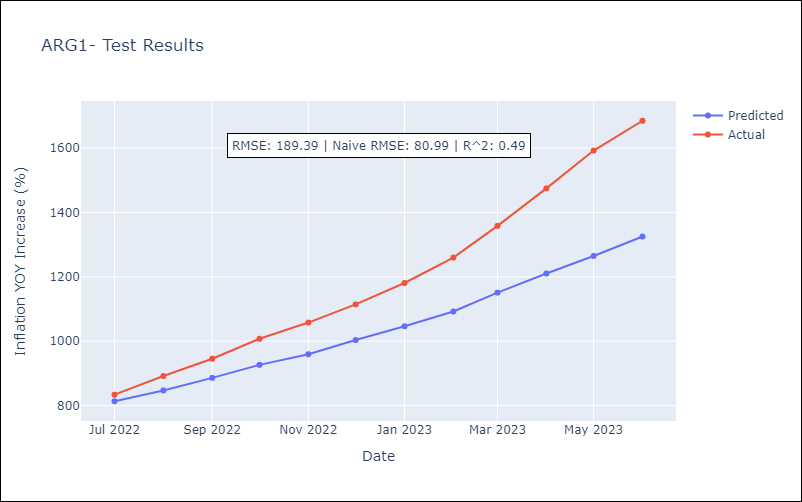 ARG1- Test Results
Predicted
Actual
RMSE: 189.39 | Naive RMSE: 80.99 | R^2: 0.49
Inflation YOY Increase (%)
1600
1400
1200
1000
800
Jul 2022 Sep 2022 Nov 2022 Jan 2023 Mar 2023 May 2023
Date